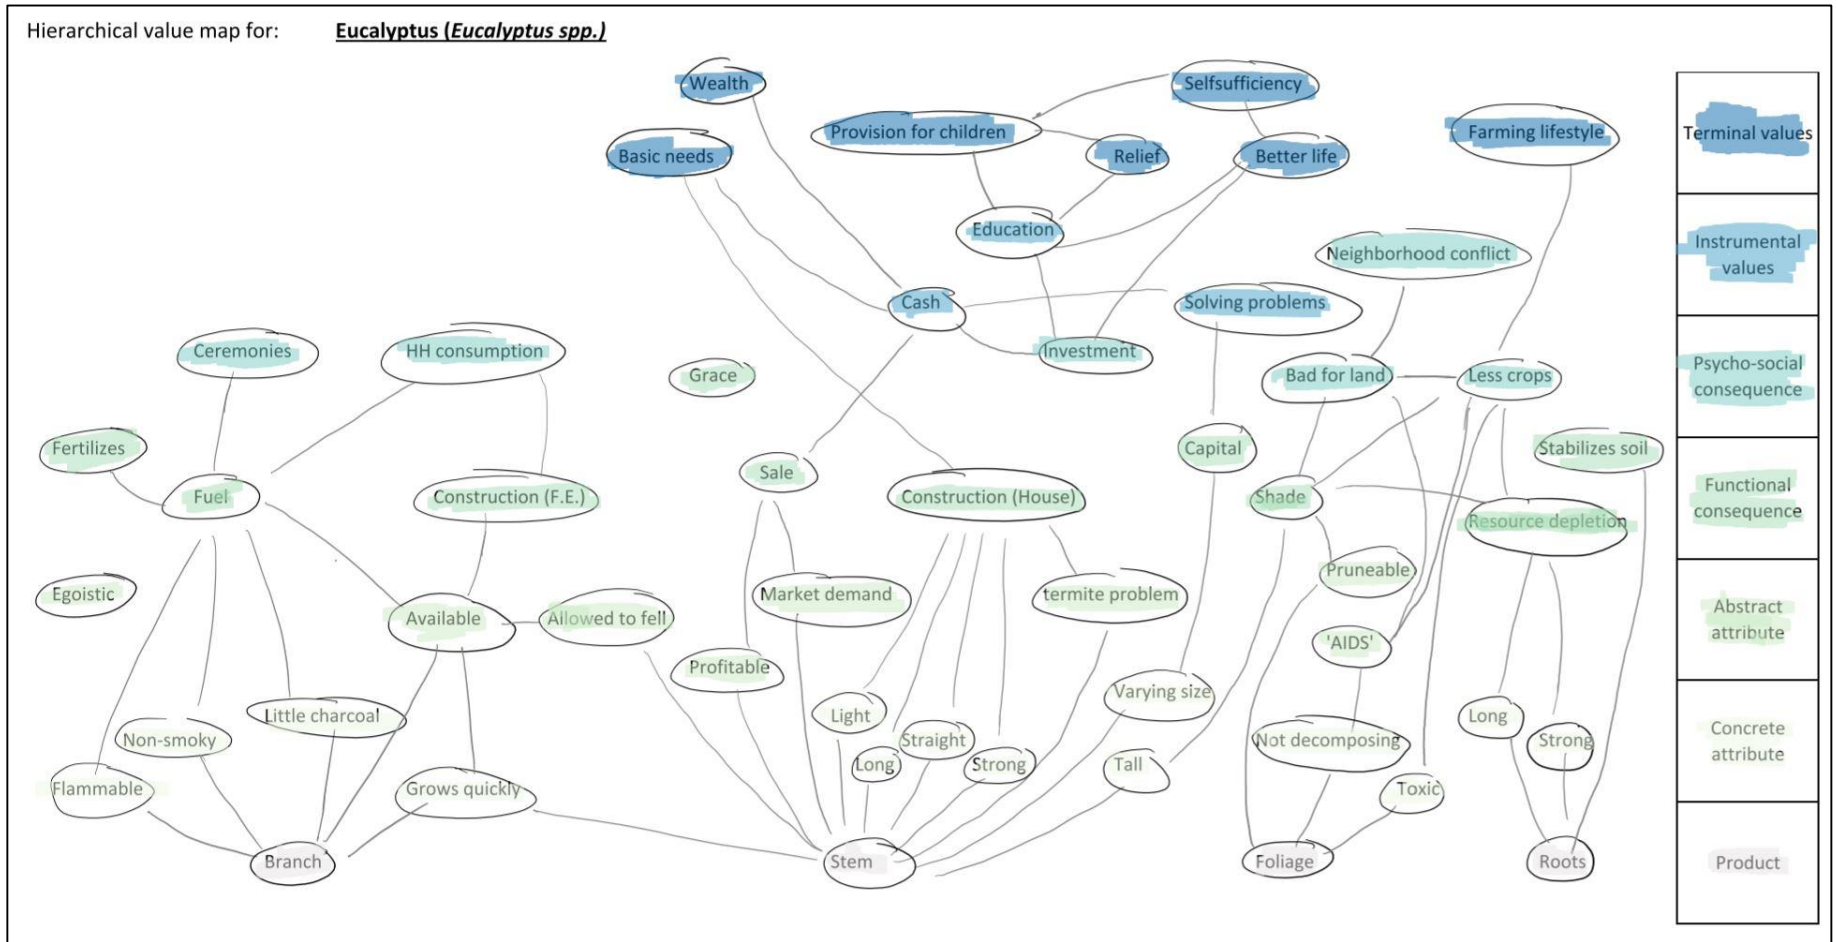 Hierarchical value map for: Eucalyptus (Eucalyptus spp.)
Wealth
Selfsufficiency
Provision for children
Farming lifestyle
Terminal values
Basic needs
Relief
Better life
Education
Neighborhood conflict
Instrumental
values
Cash
Solving problems
Ceremonies
HH consumption
Investment
Grace
Bad for land
Less crops
Psycho-social
consequence
Fertilizes
Sale
Capital
Stabilizes soil
Fuel
Construction (F.E.)
Construction (House)
Shade
Resource depletion
Functional
consequence
Egoistic
Market demand
termite problem
Pruneable
Available
Allowed to fell
'AIDS'
Abstract
attribute
Profitable
Varying size
Little charcoal
Light
Long
Non-smoky
Straight
Not decomposing
Strong
Concrete
attribute
Long
Strong
Tall
Flammable
Grows quickly
Toxic
Branch
Stem
Foliage
Roots
Product